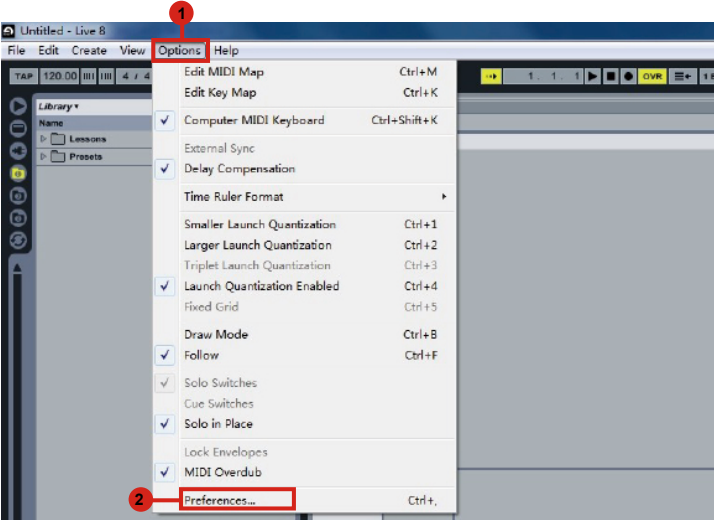 1
Untitled - Live 8
File Edit Create View Options Help
TAP 120.00 4 / 4 1. 1. 1 OVR
Library
Name
Lessons
Presets
Edit MIDI Map Ctrl+M
Edit Key Map Ctrl+K
Computer MIDI Keyboard Ctrl+Shift+K
External Sync
Delay Compensation
Time Ruler Format
Smaller Launch Quantization Ctrl+1
Larger Launch Quantization Ctrl+2
Triplet Launch Quantization Ctrl+3
Launch Quantization Enabled Ctrl+4
Fixed Grid Ctrl+5
Draw Mode Ctrl+B
Follow Ctrl+F
Solo Switches
Cue Switches
Solo in Place
Lock Envelopes
MIDI Overdub
2 Preferences... Ctrl+,